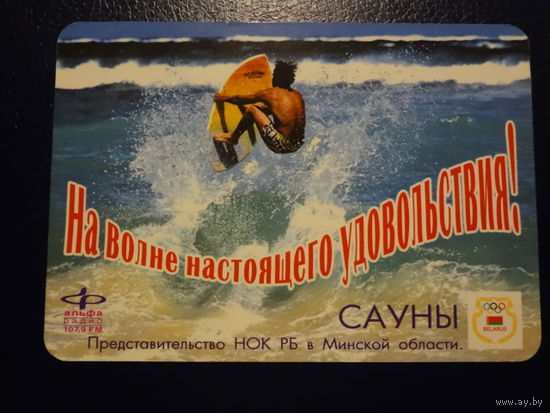 На волне настоящего удовольствия!
альфа
радио
107,9 FM
САУНЫ
BELARUS
Представительство НОК РБ в Минской области.
www.ay.by